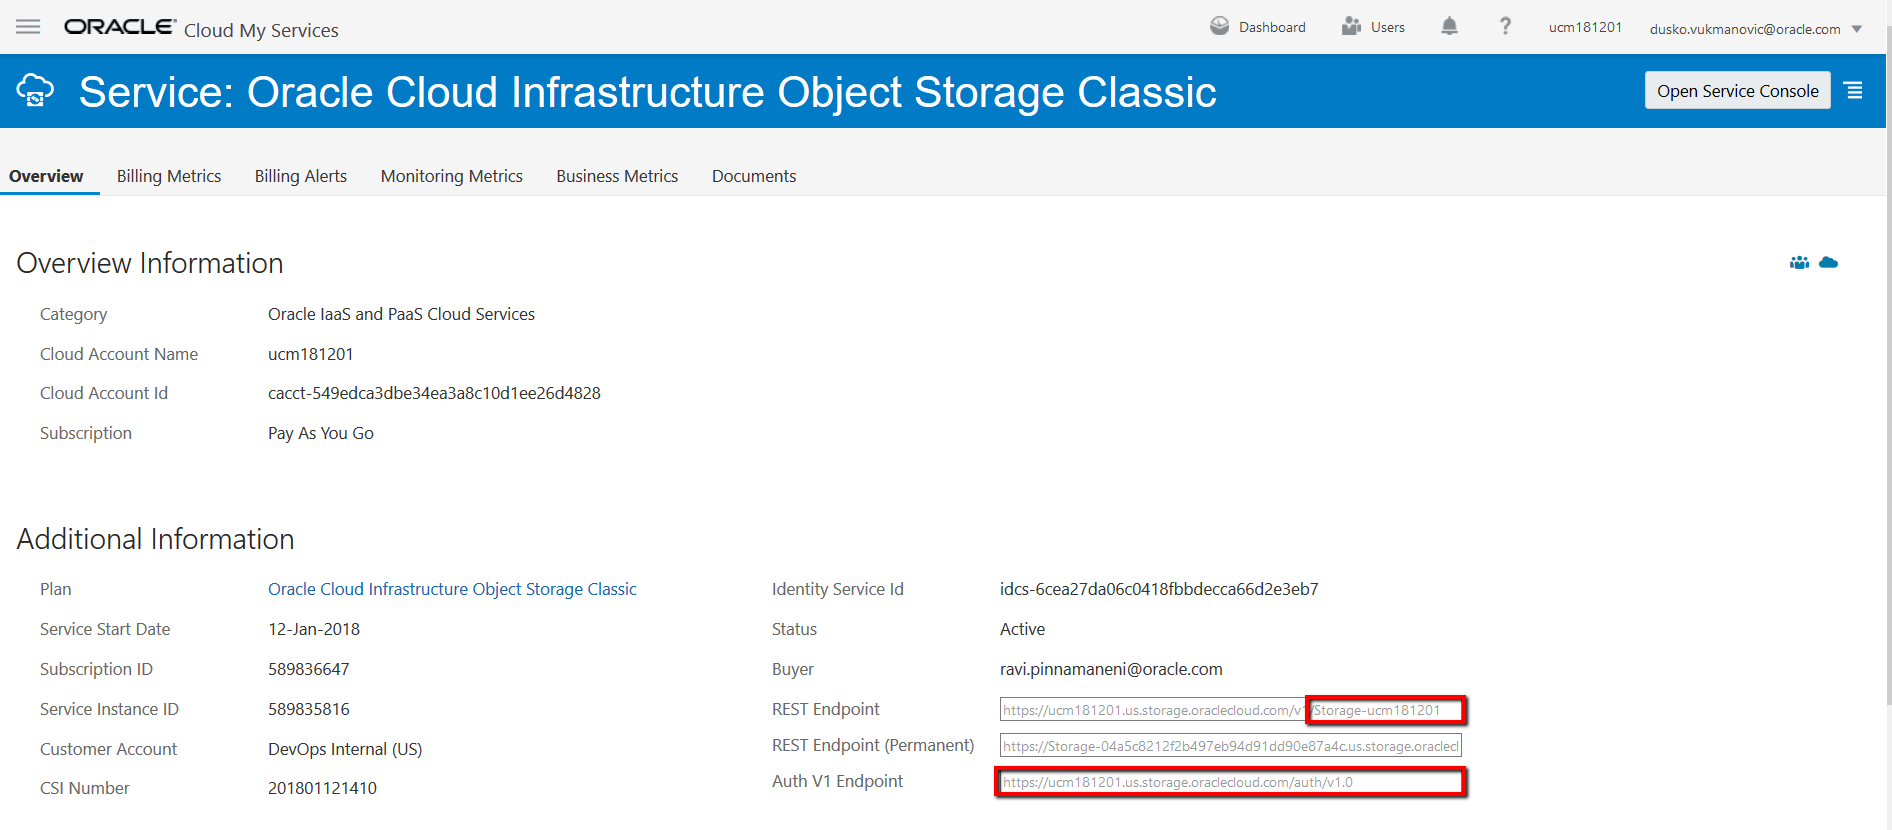 ORACLE Cloud My Services Dashboard Users ? ucm181201 dusko.vukmanovic@oracle.com
Service: Oracle Cloud Infrastructure Object Storage Classic Open Service Console
Overview Billing Metrics Billing Alerts Monitoring Metrics Business Metrics Documents
Overview Information
Category Oracle IaaS and PaaS Cloud Services
Cloud Account Name ucm181201
Cloud Account Id cacct-549edca3dbe34ea3a8c10d1ee26d4828
Subscription Pay As You Go
Additional Information
Plan Oracle Cloud Infrastructure Object Storage Classic Identity Service Id idcs-6cea27da06c0418fbbdecca66d2e3eb7
Service Start Date 12-Jan-2018 Status Active
Subscription ID 589836647 Buyer ravi.pinnamaneni@oracle.com
Service Instance ID 589835816 REST Endpoint https://ucm181201.us.storage.oraclecloud.com/v1/Storage-ucm181201
Customer Account DevOps Internal (US) REST Endpoint (Permanent) https://Storage-04a5c8212f2b497eb94d91dd90e87a4c.us.storage.oraclecl
CSI Number 201801121410 Auth V1 Endpoint https://ucm181201.us.storage.oraclecloud.com/auth/v1.0